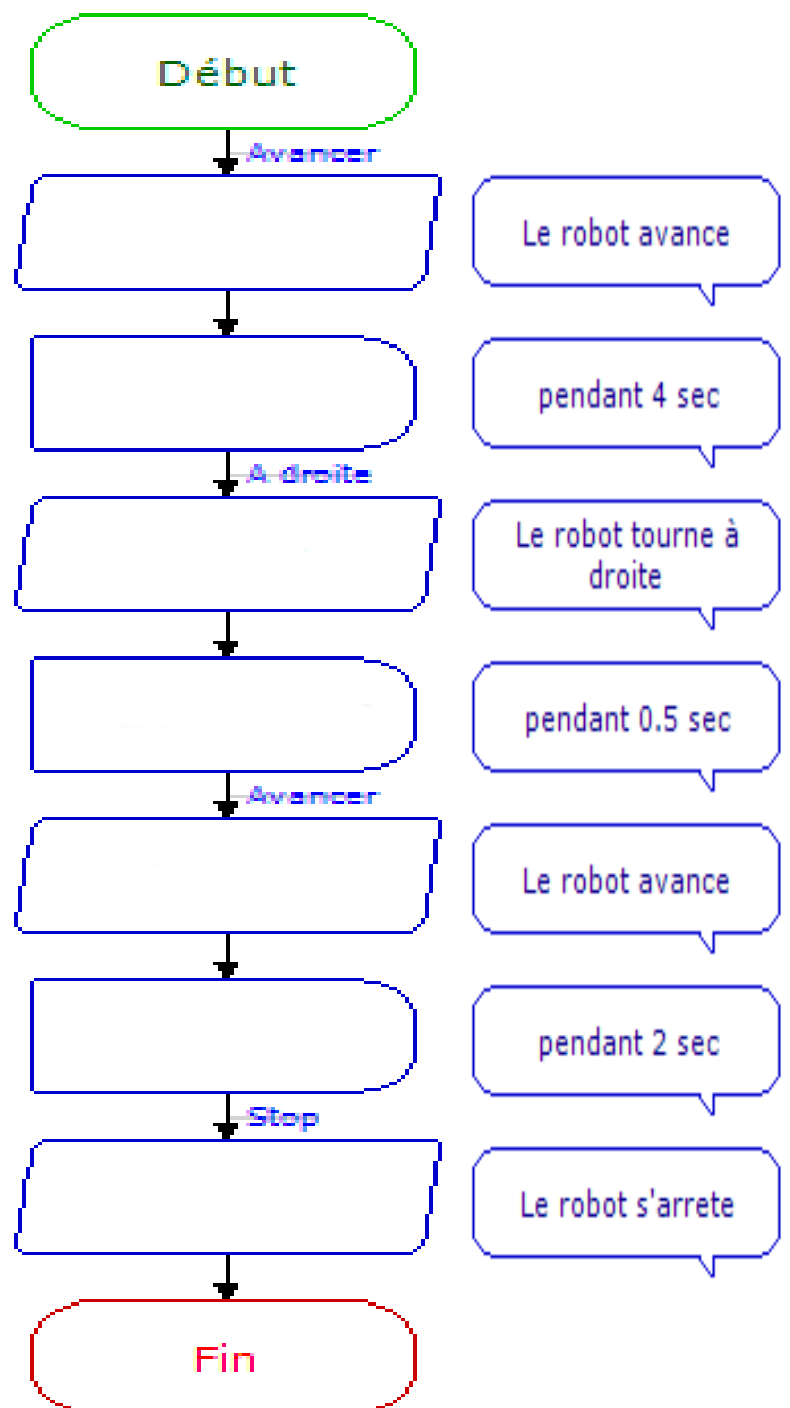 Début
Avancer
Le robot avance
pendant 4 sec
A droite
Le robot tourne à
droite
pendant 0.5 sec
Avancer
Le robot avance
pendant 2 sec
Stop
Le robot s'arrete
Fin